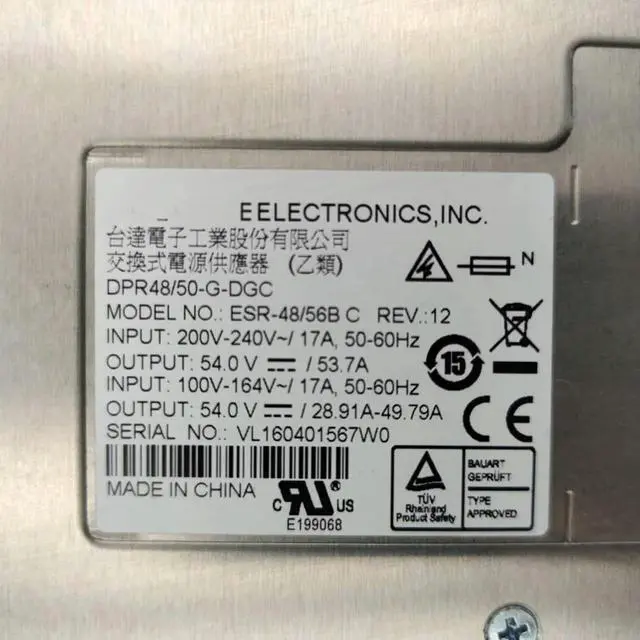 EELECTRONICS,INC.
台達電子工業股份有限公司
交換式電源供應器 (乙類)
N
DPR48/50-G-DGC
MODEL NO.: ESR-48/56B C REV.:12
INPUT: 200V-240V~/ 17A, 50-60Hz
OUTPUT: 54.0 V ⎓ / 53.7A
15
INPUT: 100V-164V~/ 17A, 50-60Hz
OUTPUT: 54.0 V ⎓ / 28.91A-49.79A
CE
SERIAL NO.: VL160401567W0
MADE IN CHINA
c RU US
E199068
TÜV
Rheinland
Product Safety
BAUART
GEPRÜFT
TYPE
APPROVED